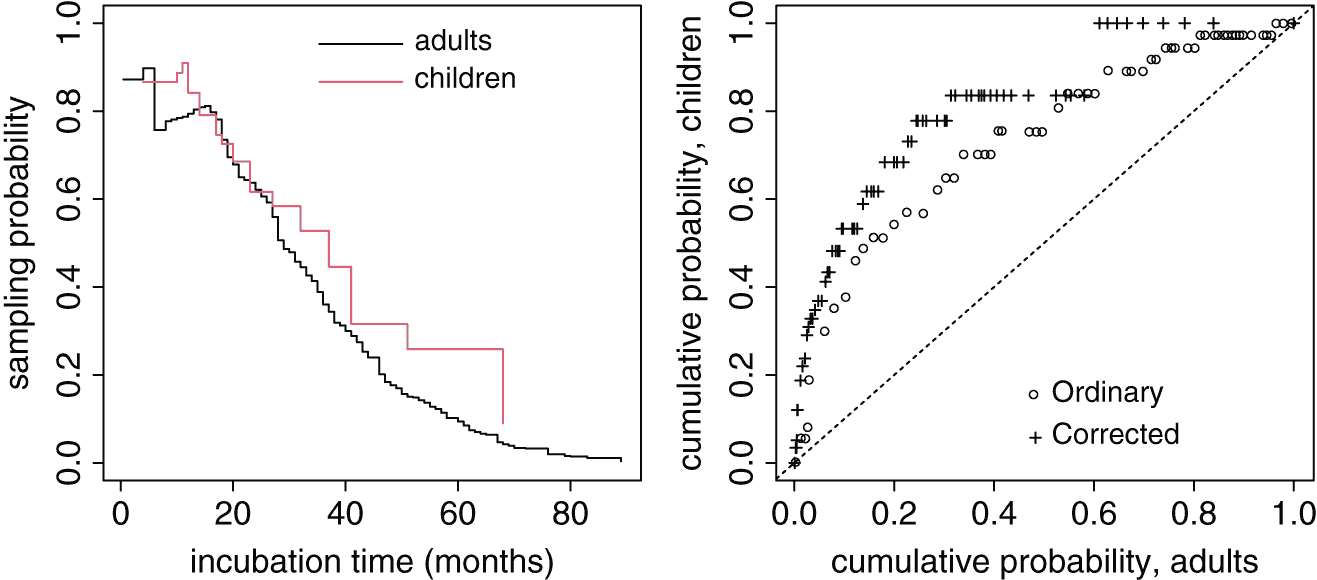 sampling probability
1.0
0.8
0.6
0.4
0.2
0.0
adults
children
0 20 40 60 80
incubation time (months)
cumulative probability, children
1.0
0.8
0.6
0.4
0.2
0.0
Ordinary
Corrected
0.0 0.2 0.4 0.6 0.8 1.0
cumulative probability, adults